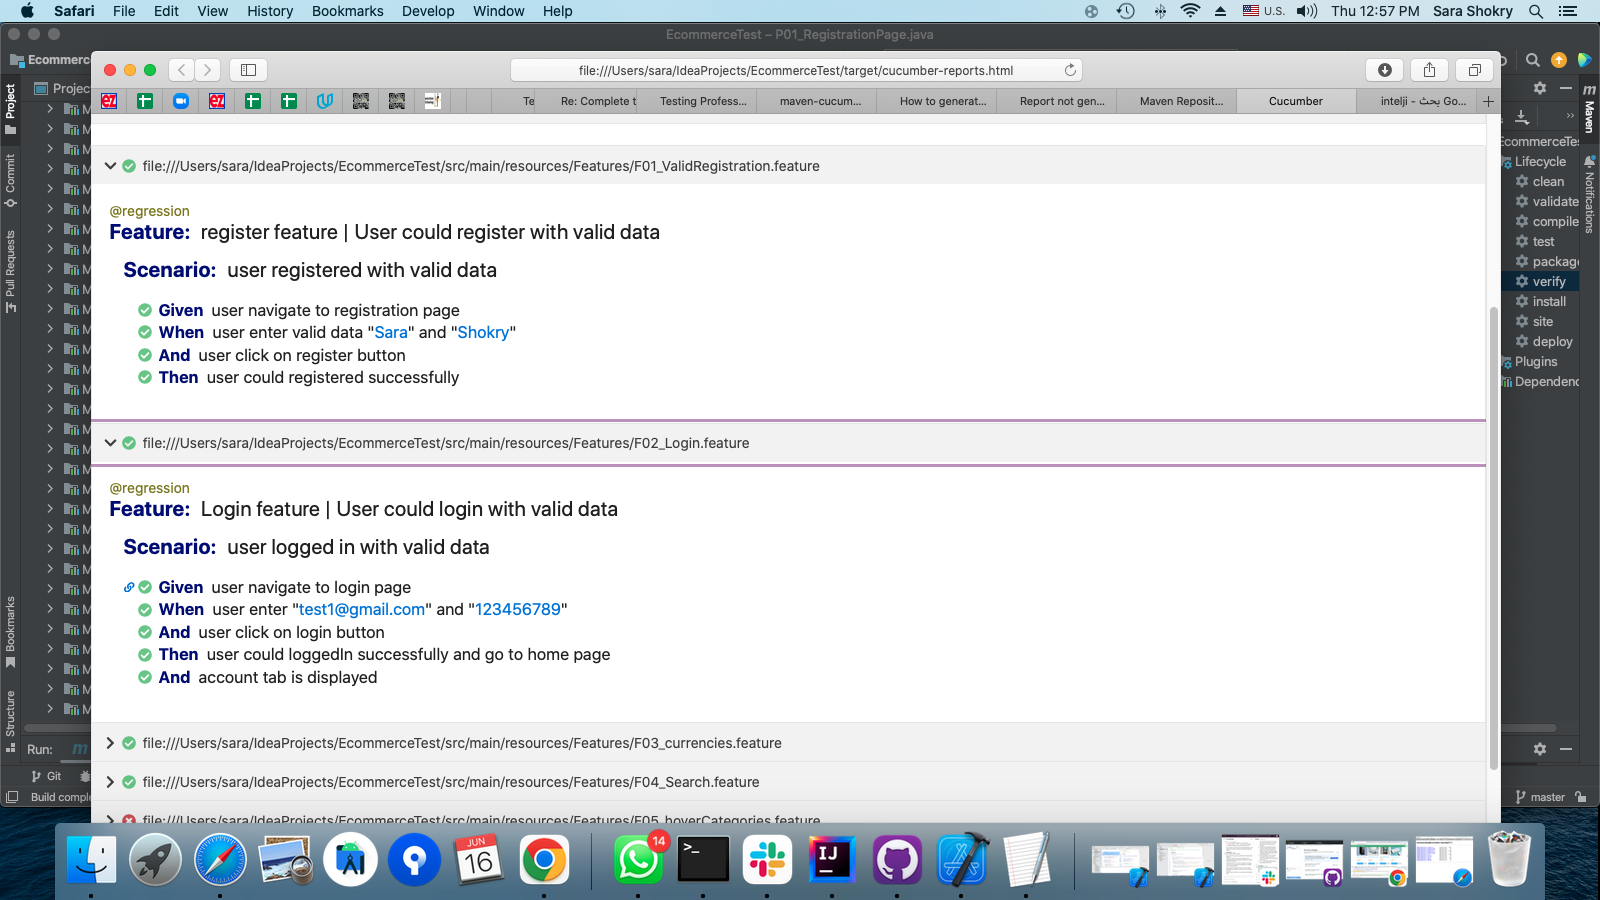 Safari File Edit View History Bookmarks Develop Window Help U.S. Thu 12:57 PM Sara Shokry
EcommerceTest – P01_RegistrationPage.java
Ecommerce
file:///Users/sara/IdeaProjects/EcommerceTest/target/cucumber-reports.html
Te Re: Complete t Testing Profess... maven-cucum... How to generat... Report not gen... Maven Reposit... Cucumber intelji - بحث Go...
Project
Commit
Pull Requests
Bookmarks
Structure
file:///Users/sara/IdeaProjects/EcommerceTest/src/main/resources/Features/F01_ValidRegistration.feature
@regression
Feature: register feature | User could register with valid data
Scenario: user registered with valid data
Given user navigate to registration page
When user enter valid data "Sara" and "Shokry"
And user click on register button
Then user could registered successfully
file:///Users/sara/IdeaProjects/EcommerceTest/src/main/resources/Features/F02_Login.feature
@regression
Feature: Login feature | User could login with valid data
Scenario: user logged in with valid data
Given user navigate to login page
When user enter "test1@gmail.com" and "123456789"
And user click on login button
Then user could loggedIn successfully and go to home page
And account tab is displayed
file:///Users/sara/IdeaProjects/EcommerceTest/src/main/resources/Features/F03_currencies.feature
file:///Users/sara/IdeaProjects/EcommerceTest/src/main/resources/Features/F04_Search.feature
file:///Users/sara/IdeaProjects/EcommerceTest/src/main/resources/Features/F05_hoverCategories.feature
Maven
Notifications
Lifecycle
clean
validate
compile
test
package
verify
install
site
deploy
Plugins
Dependenc
Run:
Git
Build comple
master
JUN
16
14
IJ